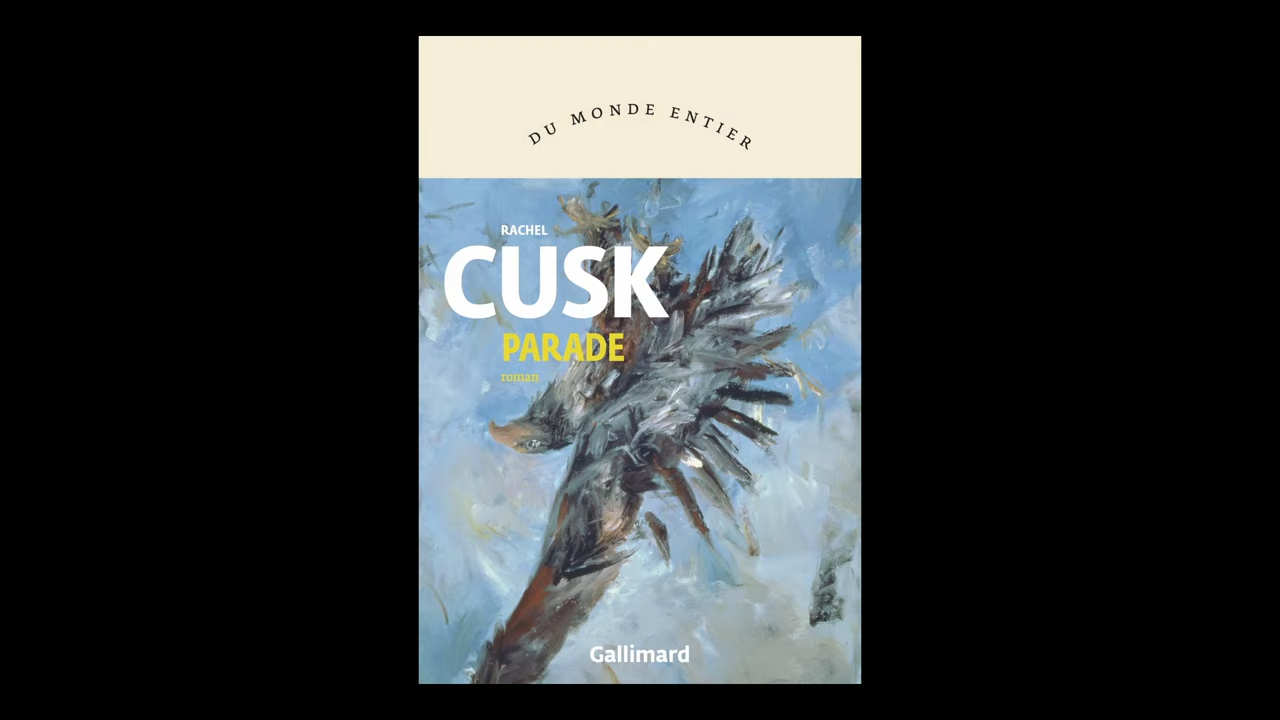 DU MONDE ENTIER
RACHEL
CUSK
PARADE
roman
Gallimard